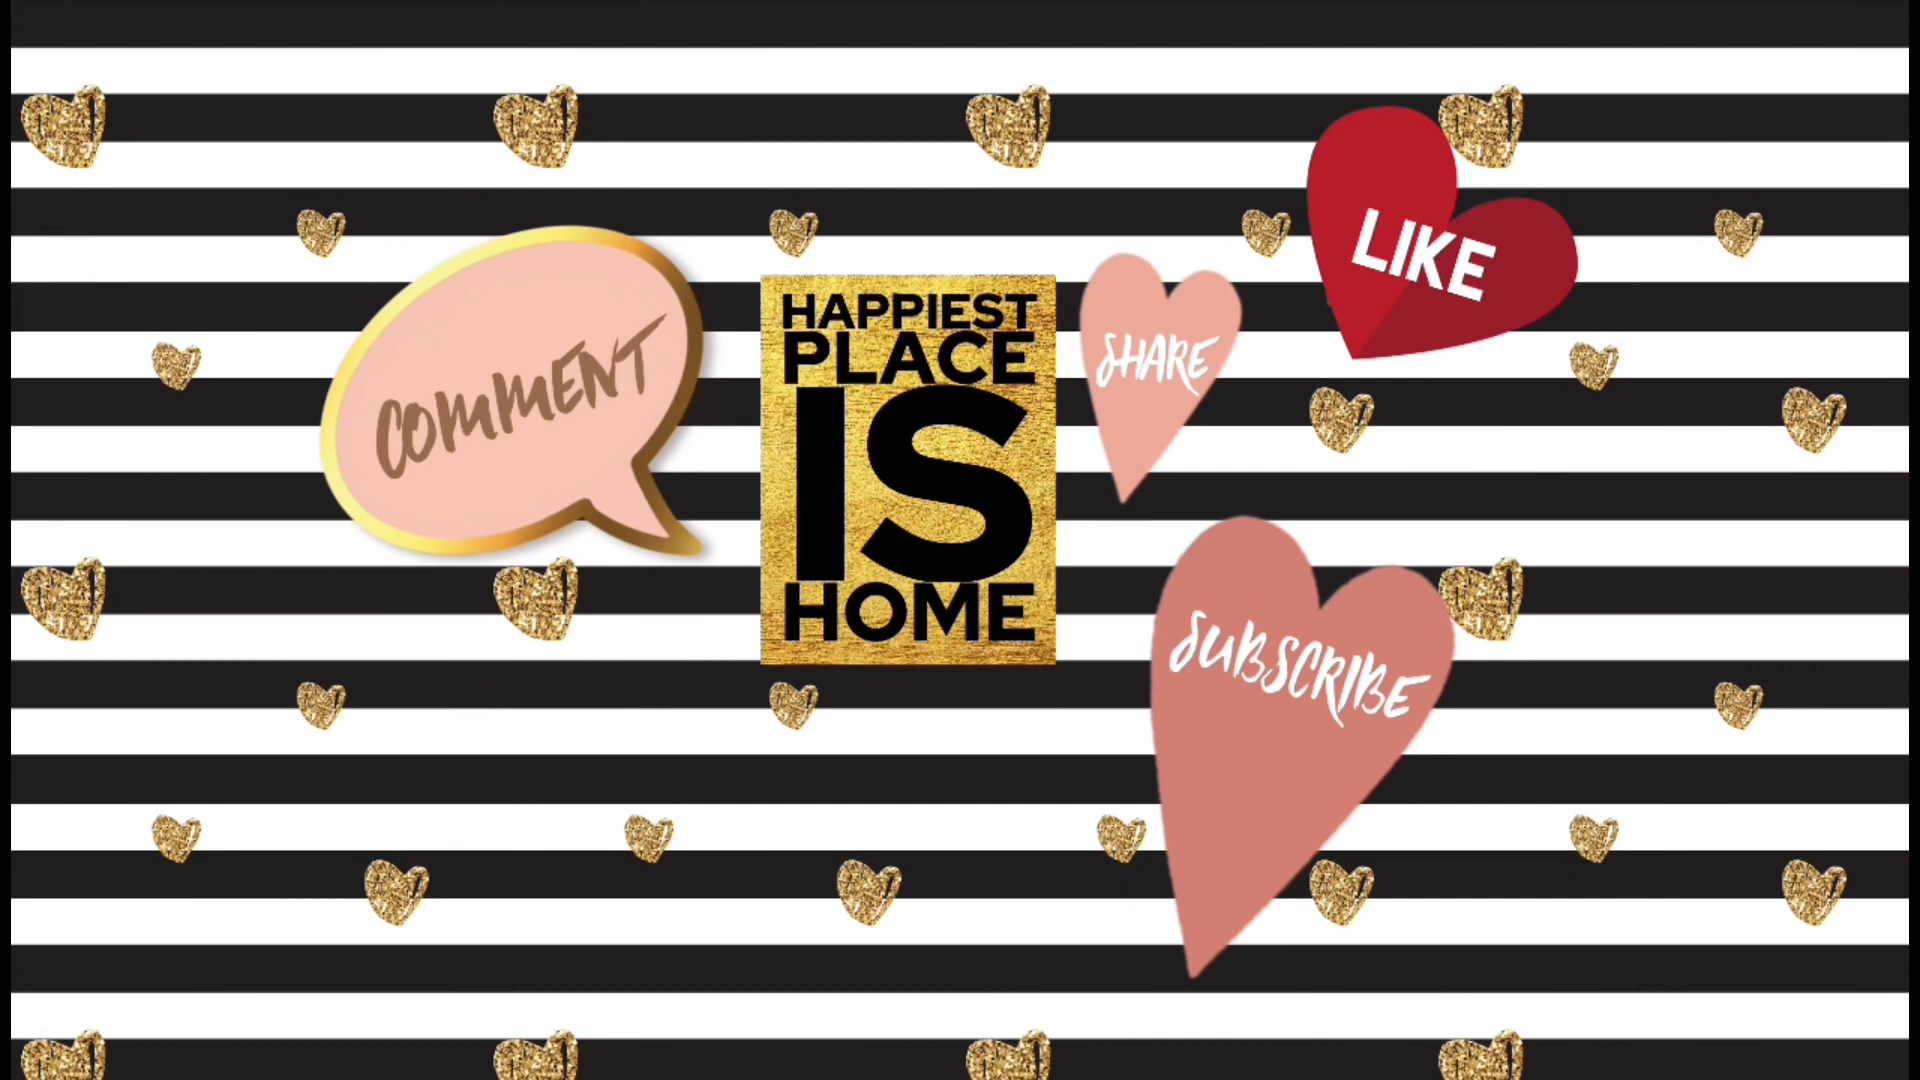 COMMENT
HAPPIEST
PLACE
IS
HOME
SHARE
LIKE
SUBSCRIBE